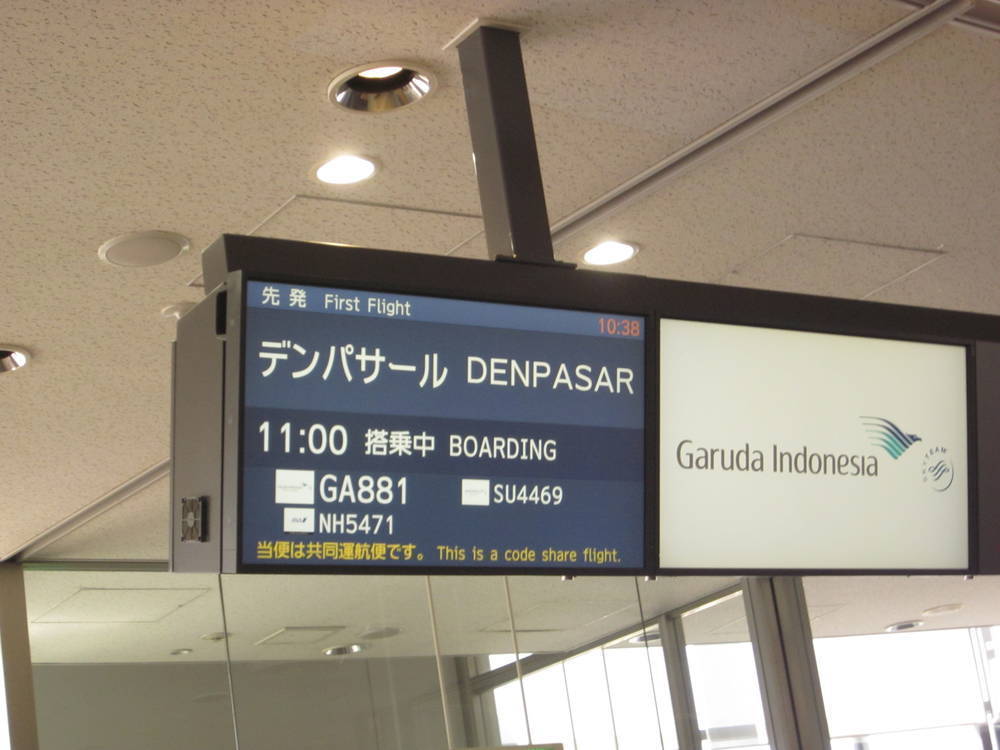 先発 First Flight
10:38
デンパサール DENPASAR
11:00 搭乗中 BOARDING
GA881 SU4469
NH5471
当便は共同運航便です。 This is a code share flight.
Garuda Indonesia
SKYTEAM